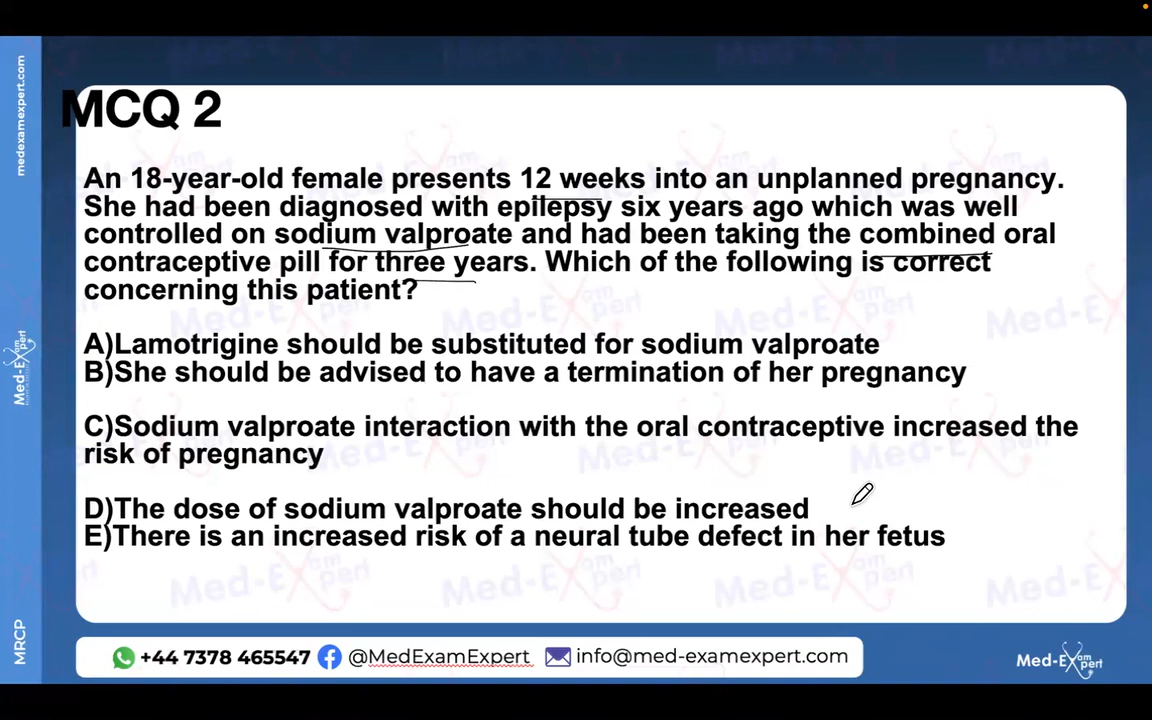 medexamexpert.com
MCQ 2
An 18-year-old female presents 12 weeks into an unplanned pregnancy.
She had been diagnosed with epilepsy six years ago which was well
controlled on sodium valproate and had been taking the combined oral
contraceptive pill for three years. Which of the following is correct
concerning this patient?
A)Lamotrigine should be substituted for sodium valproate
B)She should be advised to have a termination of her pregnancy
C)Sodium valproate interaction with the oral contraceptive increased the
risk of pregnancy
D)The dose of sodium valproate should be increased
E)There is an increased risk of a neural tube defect in her fetus
Med-Exam Expert
MRCP
+44 7378 465547 @MedExamExpert info@med-examexpert.com
Med-Exam Expert